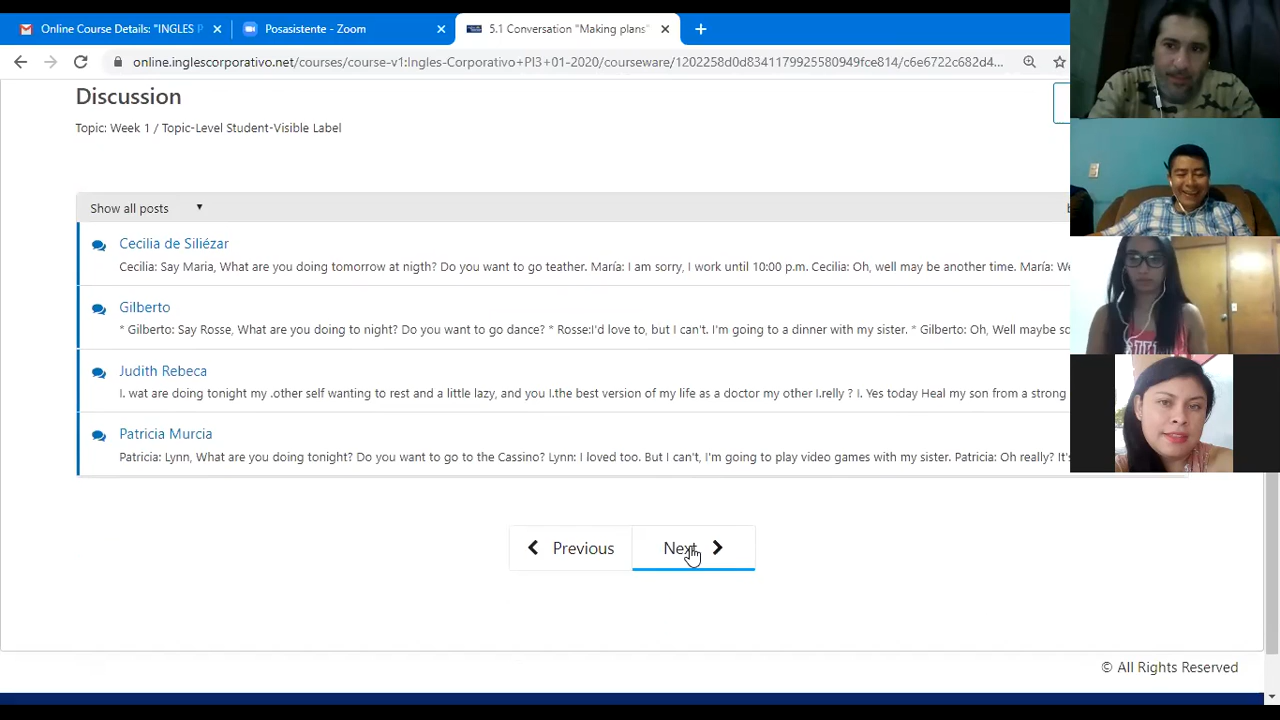 Online Course Details: "INGLES P
Posasistente - Zoom
5.1 Conversation "Making plans"
online.inglescorporativo.net/courses/course-v1:Ingles-Corporativo+PI3+01-2020/courseware/1202258d0d8341179925580949fce814/c6e6722c682d4...
Discussion
Topic: Week 1 / Topic-Level Student-Visible Label
Show all posts
Cecilia de Siliézar
Cecilia: Say Maria, What are you doing tomorrow at nigth? Do you want to go teather. María: I am sorry, I work until 10:00 p.m. Cecilia: Oh, well may be another time. María: We
Gilberto
* Gilberto: Say Rosse, What are you doing to night? Do you want to go dance? * Rosse:I'd love to, but I can't. I'm going to a dinner with my sister. * Gilberto: Oh, Well maybe so
Judith Rebeca
I. wat are doing tonight my .other self wanting to rest and a little lazy, and you I.the best version of my life as a doctor my other I.relly ? I. Yes today Heal my son from a strong
Patricia Murcia
Patricia: Lynn, What are you doing tonight? Do you want to go to the Cassino? Lynn: I loved too. But I can't, I'm going to play video games with my sister. Patricia: Oh really? It's
Previous
Next
© All Rights Reserved